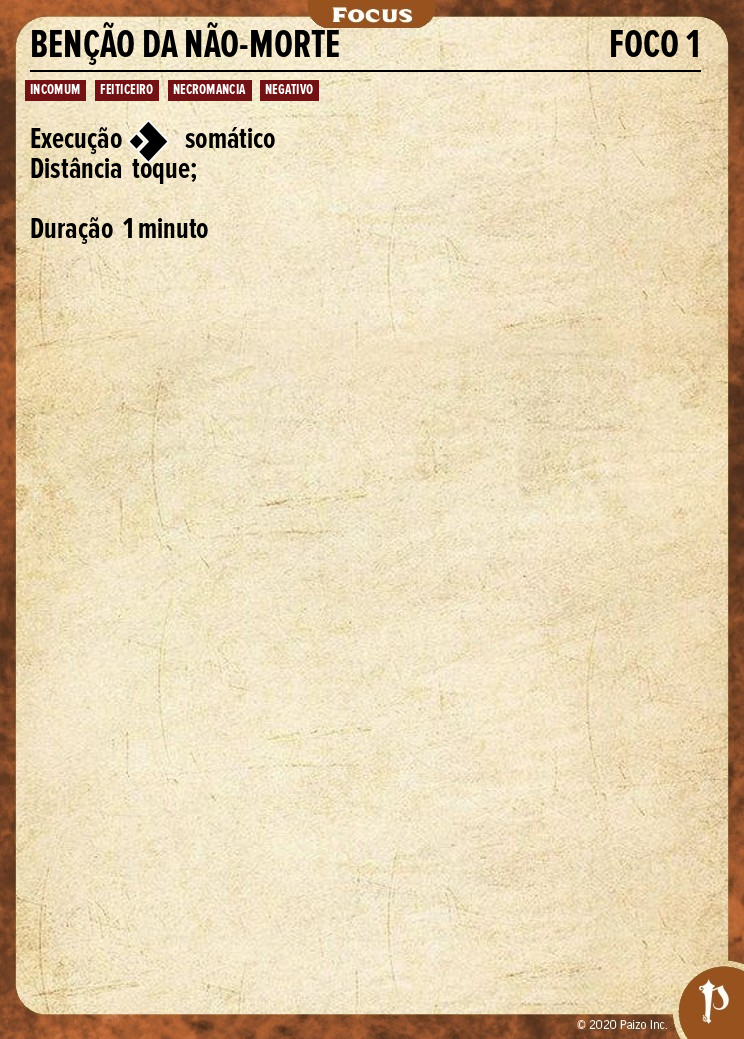 Focus
BENÇÃO DA NÃO-MORTE FOCO 1
INCOMUM FEITICEIRO NECROMANCIA NEGATIVO
Execução somático
Distância toque;
Duração 1 minuto
© 2020 Paizo Inc.